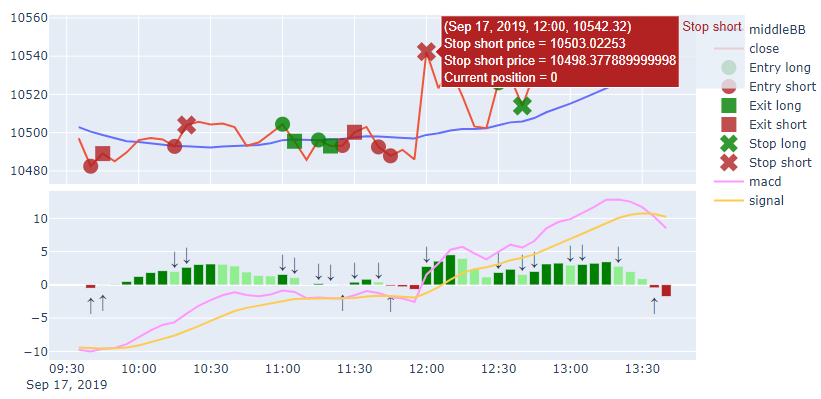 10560
10540
10520
10500
10480
(Sep 17, 2019, 12:00, 10542.32)
Stop short price = 10503.02253
Stop short price = 10498.377889999998
Current position = 0
Stop short
middleBB
close
Entry long
Entry short
Exit long
Exit short
Stop long
Stop short
macd
signal
10
5
0
−5
−10
09:30
10:00
10:30
11:00
11:30
12:00
12:30
13:00
13:30
Sep 17, 2019